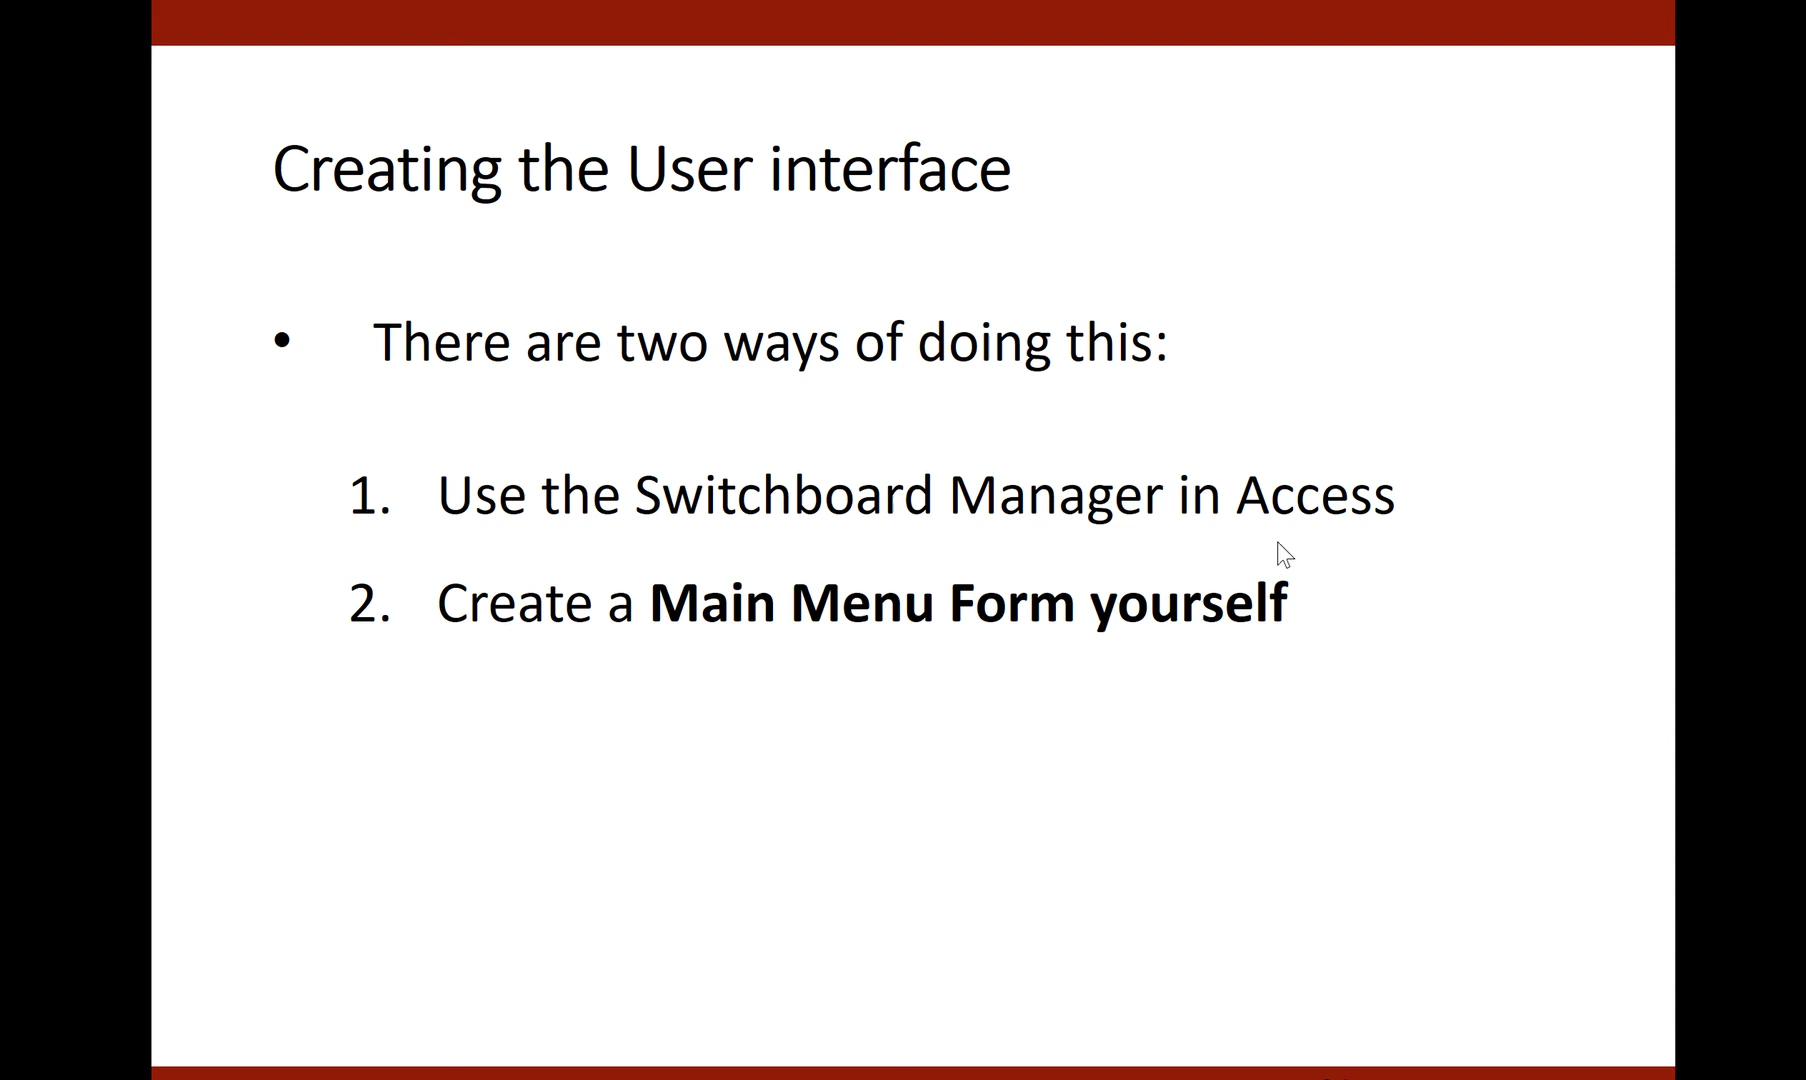 Creating the User interface
• There are two ways of doing this:
1. Use the Switchboard Manager in Access
2. Create a Main Menu Form yourself